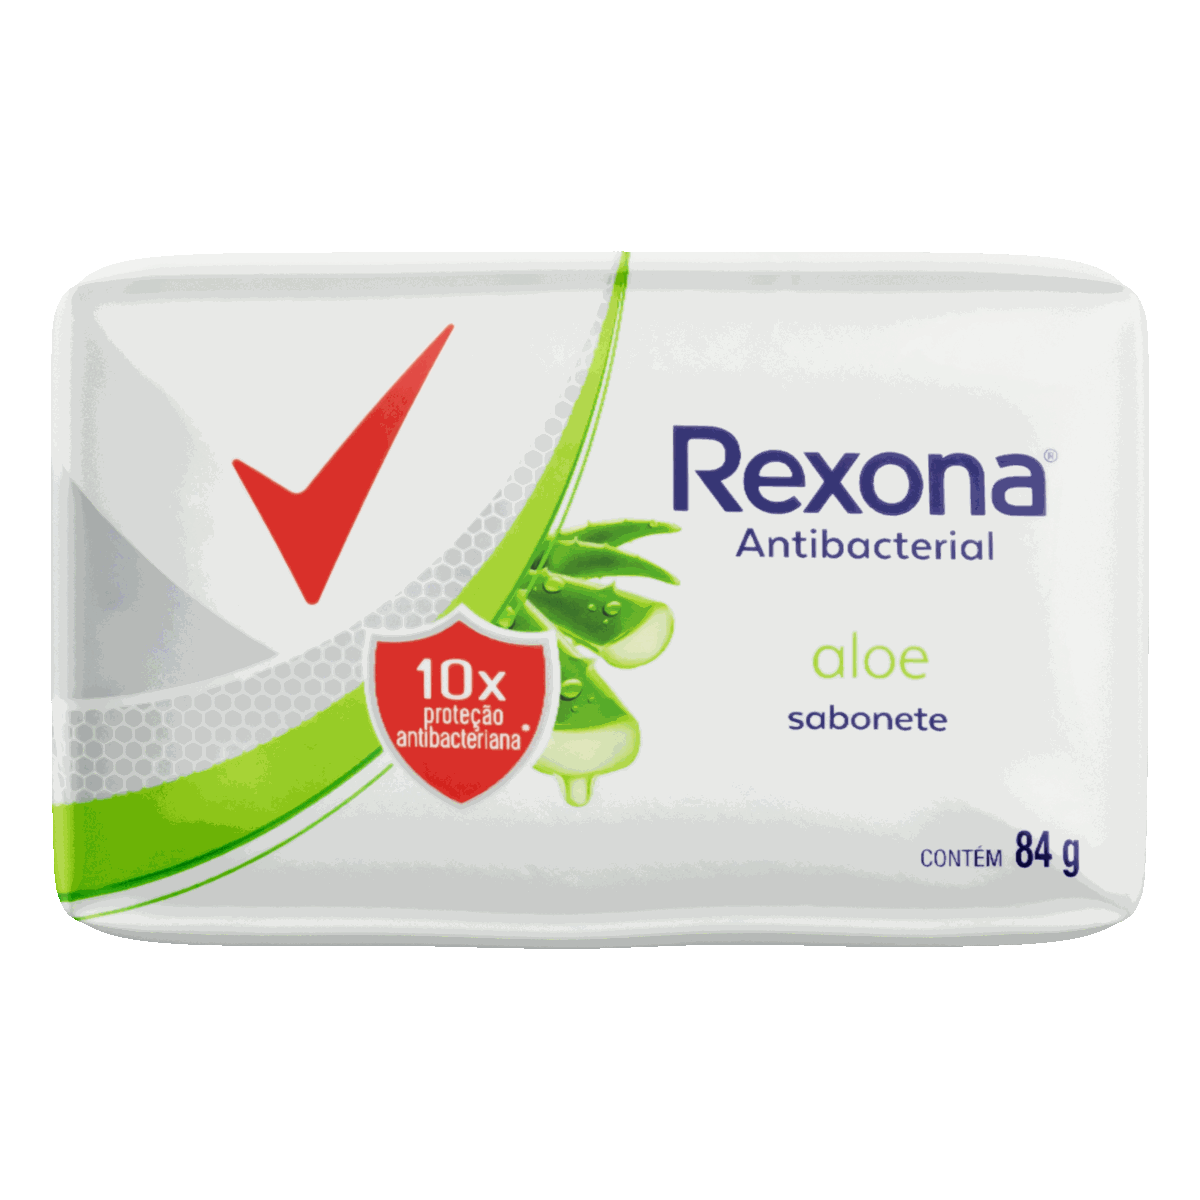 Rexona®
Antibacterial
aloe
sabonete
10x
proteção
antibacteriana*
CONTÉM 84 g